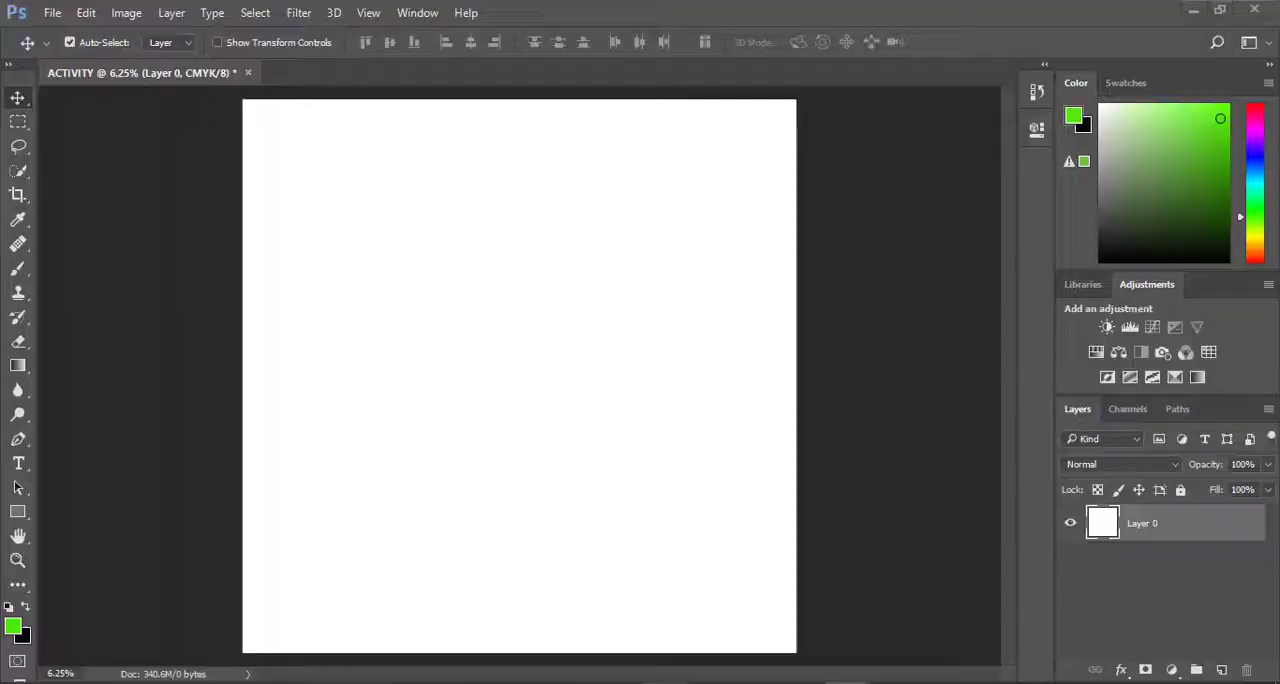 Ps File Edit Image Layer Type Select Filter 3D View Window Help
Auto-Select: Layer Show Transform Controls 3D Mode:
ACTIVITY @ 6.25% (Layer 0, CMYK/8) * ×
Color Swatches
Libraries Adjustments
Add an adjustment
Layers Channels Paths
Kind
Normal Opacity: 100%
Lock: Fill: 100%
Layer 0
fx
6.25% Doc: 340.6M/0 bytes